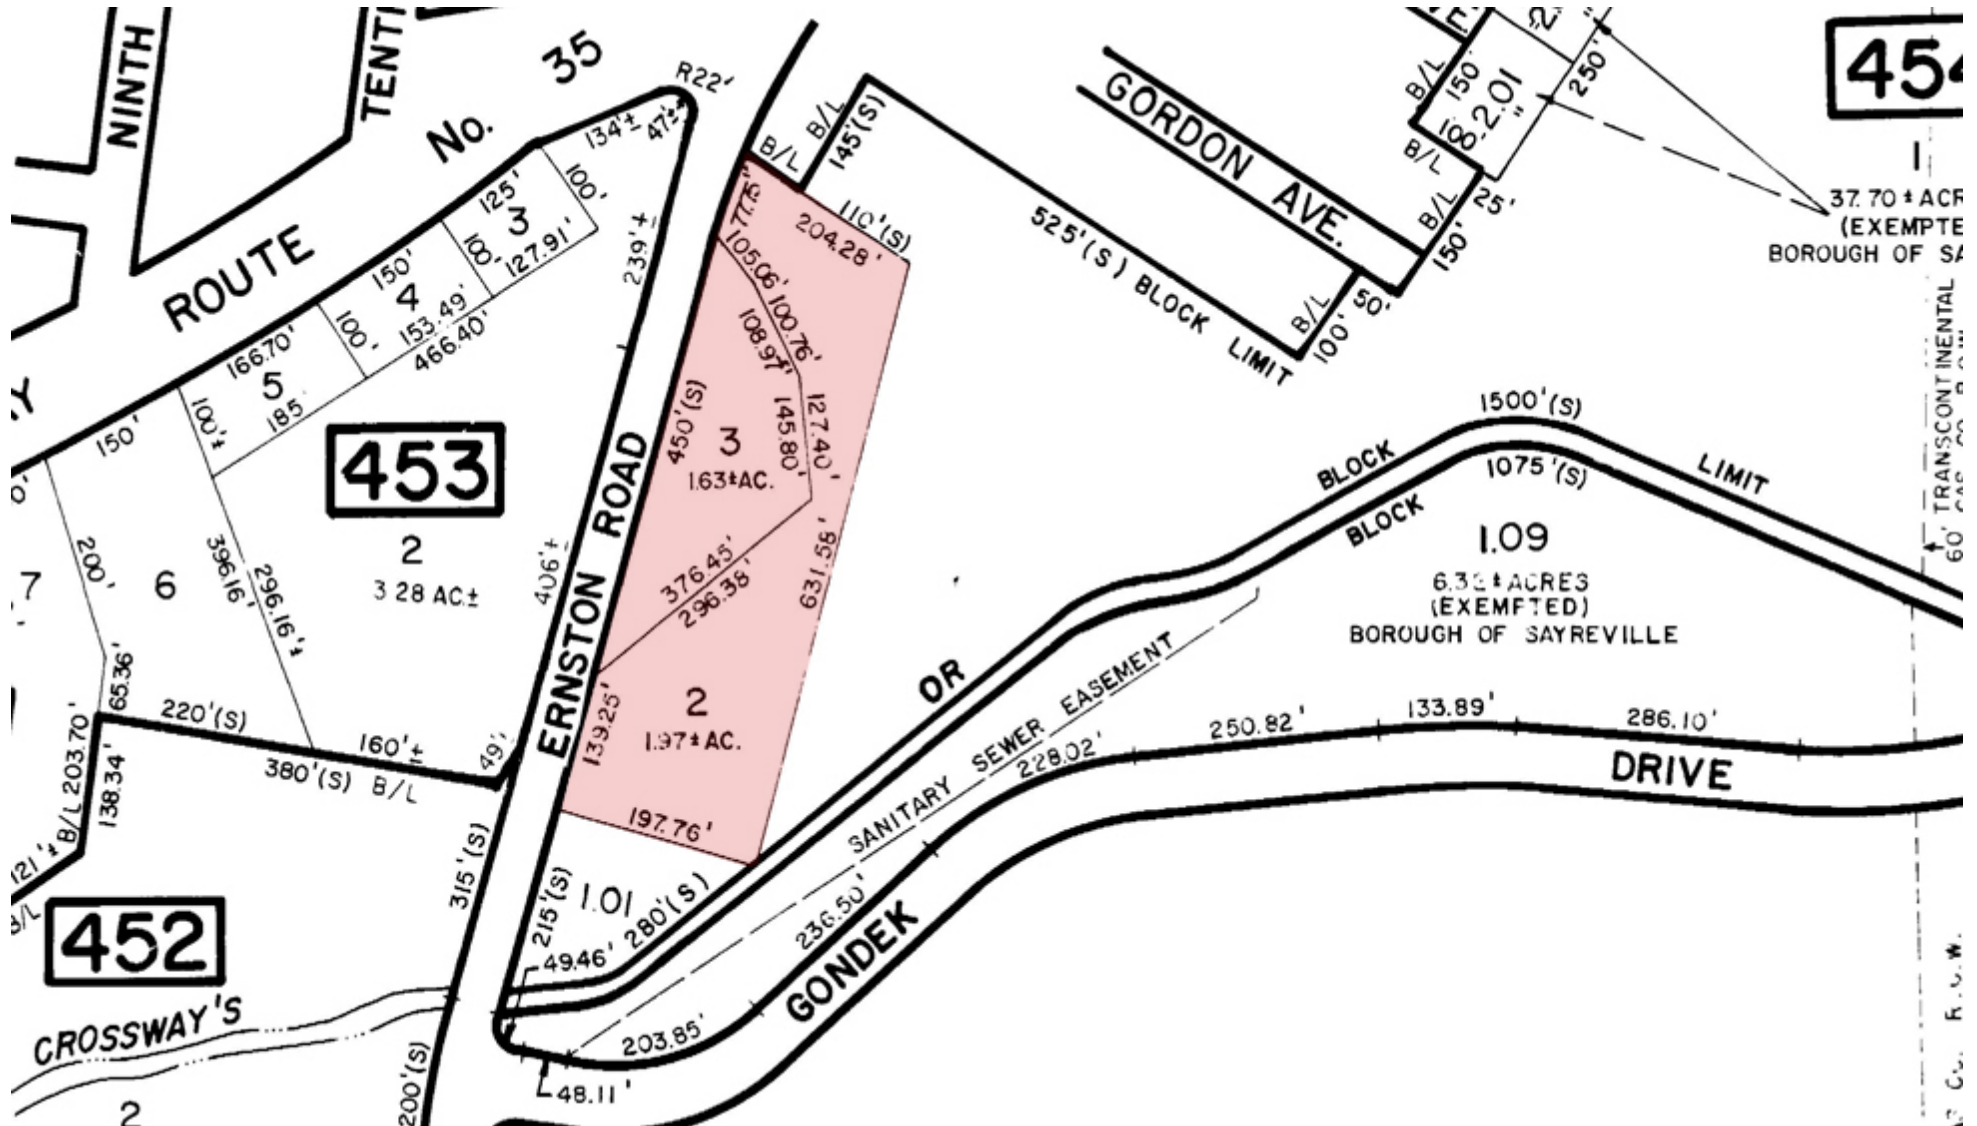 NINTH
TENT
ROUTE
No.
35
R22'
134'±
47'±
125'
100'
3
127.91'
100'
150'
4
153.49'
100'
466.40'
166.70'
5
185'
100'±
150'
200'
7
6
396.16'
296.16'±
65.36'
453
2
3.28 AC.±
239'±
406'±
220'(S)
160'±
380'(S) B/L
49'
B/L 203.70'
138.34'
121'±
B/L
452
CROSSWAY'S
2
315'(S)
200'(S)
ERNSTON ROAD
B/L
B/L
145'(S)
110'(S)
204.28'
105.06'
100.76'
108.97'
127.40'
145.80'
450'(S)
3
1.63±AC.
376.45'
296.38'
631.58'
139.25'
2
1.97±AC.
197.76'
215'(S)
1.01
280'(S)
49.46'
203.85'
48.11'
525'(S) BLOCK LIMIT
GORDON AVE.
B/L
100'
50'
150'
B/L
25'
B/L
100'
B/L
150'
2.01
250'
454
1
37.70±ACR
(EXEMPTE
BOROUGH OF SA
60' TRANSCONTINENTAL
1500'(S)
BLOCK LIMIT
1075'(S)
BLOCK
1.09
ACRES
(EXEMPTED)
BOROUGH OF SAYREVILLE
OR
SANITARY SEWER EASEMENT
236.50'
228.02'
250.82'
133.89'
286.10'
GONDEK DRIVE